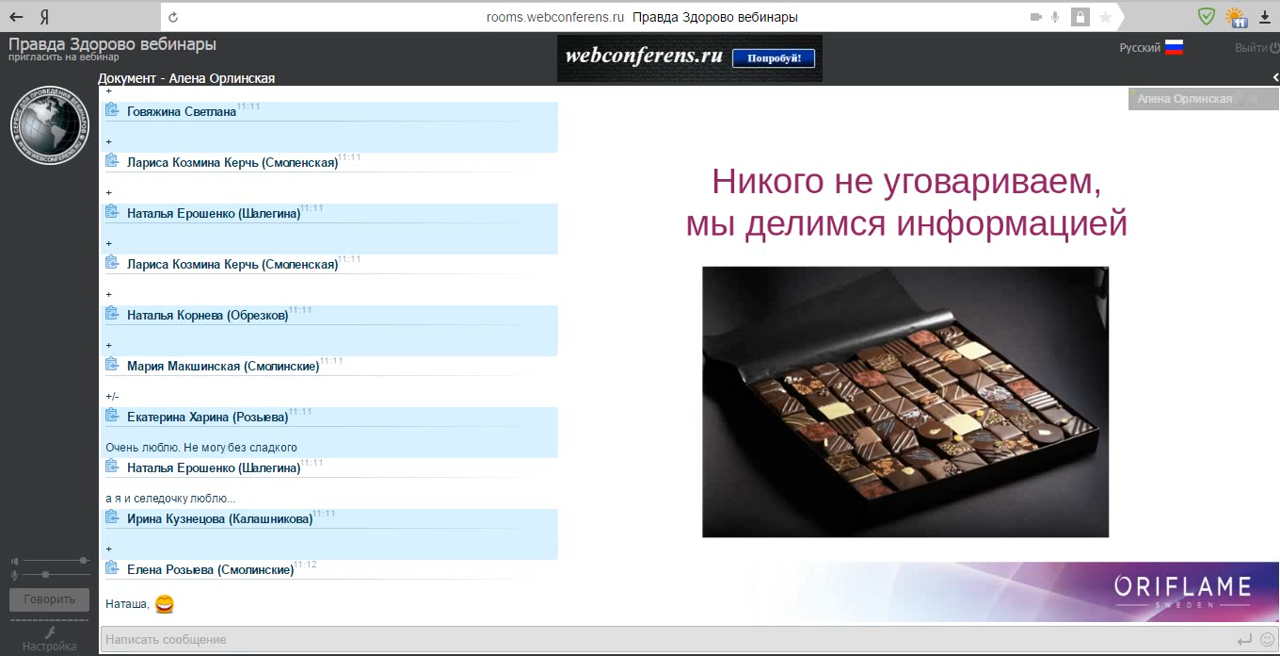 Я
rooms.webconferens.ru Правда Здорово вебинары
11
Правда Здорово вебинары
пригласить на вебинар
webconferens.ru Попробуй!
Русский
Выйти
Документ - Алена Орлинская
Алена Орлинская
+
Говяжина Светлана 11:11
+
Лариса Козмина Керчь (Смоленская) 11:11
+
Наталья Ерошенко (Шалегина) 11:11
+
Лариса Козмина Керчь (Смоленская) 11:11
+
Наталья Корнева (Обрезков) 11:11
+
Мария Макшинская (Смолинские) 11:11
+/-
Екатерина Харина (Розыева) 11:11
Очень люблю. Не могу без сладкого
Наталья Ерошенко (Шалегина) 11:11
а я и селедочку люблю...
Ирина Кузнецова (Калашникова) 11:11
+
Елена Розыева (Смолинские) 11:12
Наташа,
Никого не уговариваем,
мы делимся информацией
ORIFLAME
SWEDEN
Говорить
Настройка
Написать сообщение